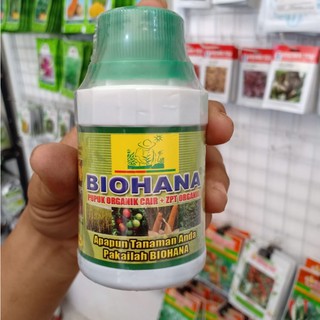 BIOHANA
PUPUK ORGANIK CAIR + ZPT ORGANIK
Apapun Tanaman Anda
Pakailah BIOHANA